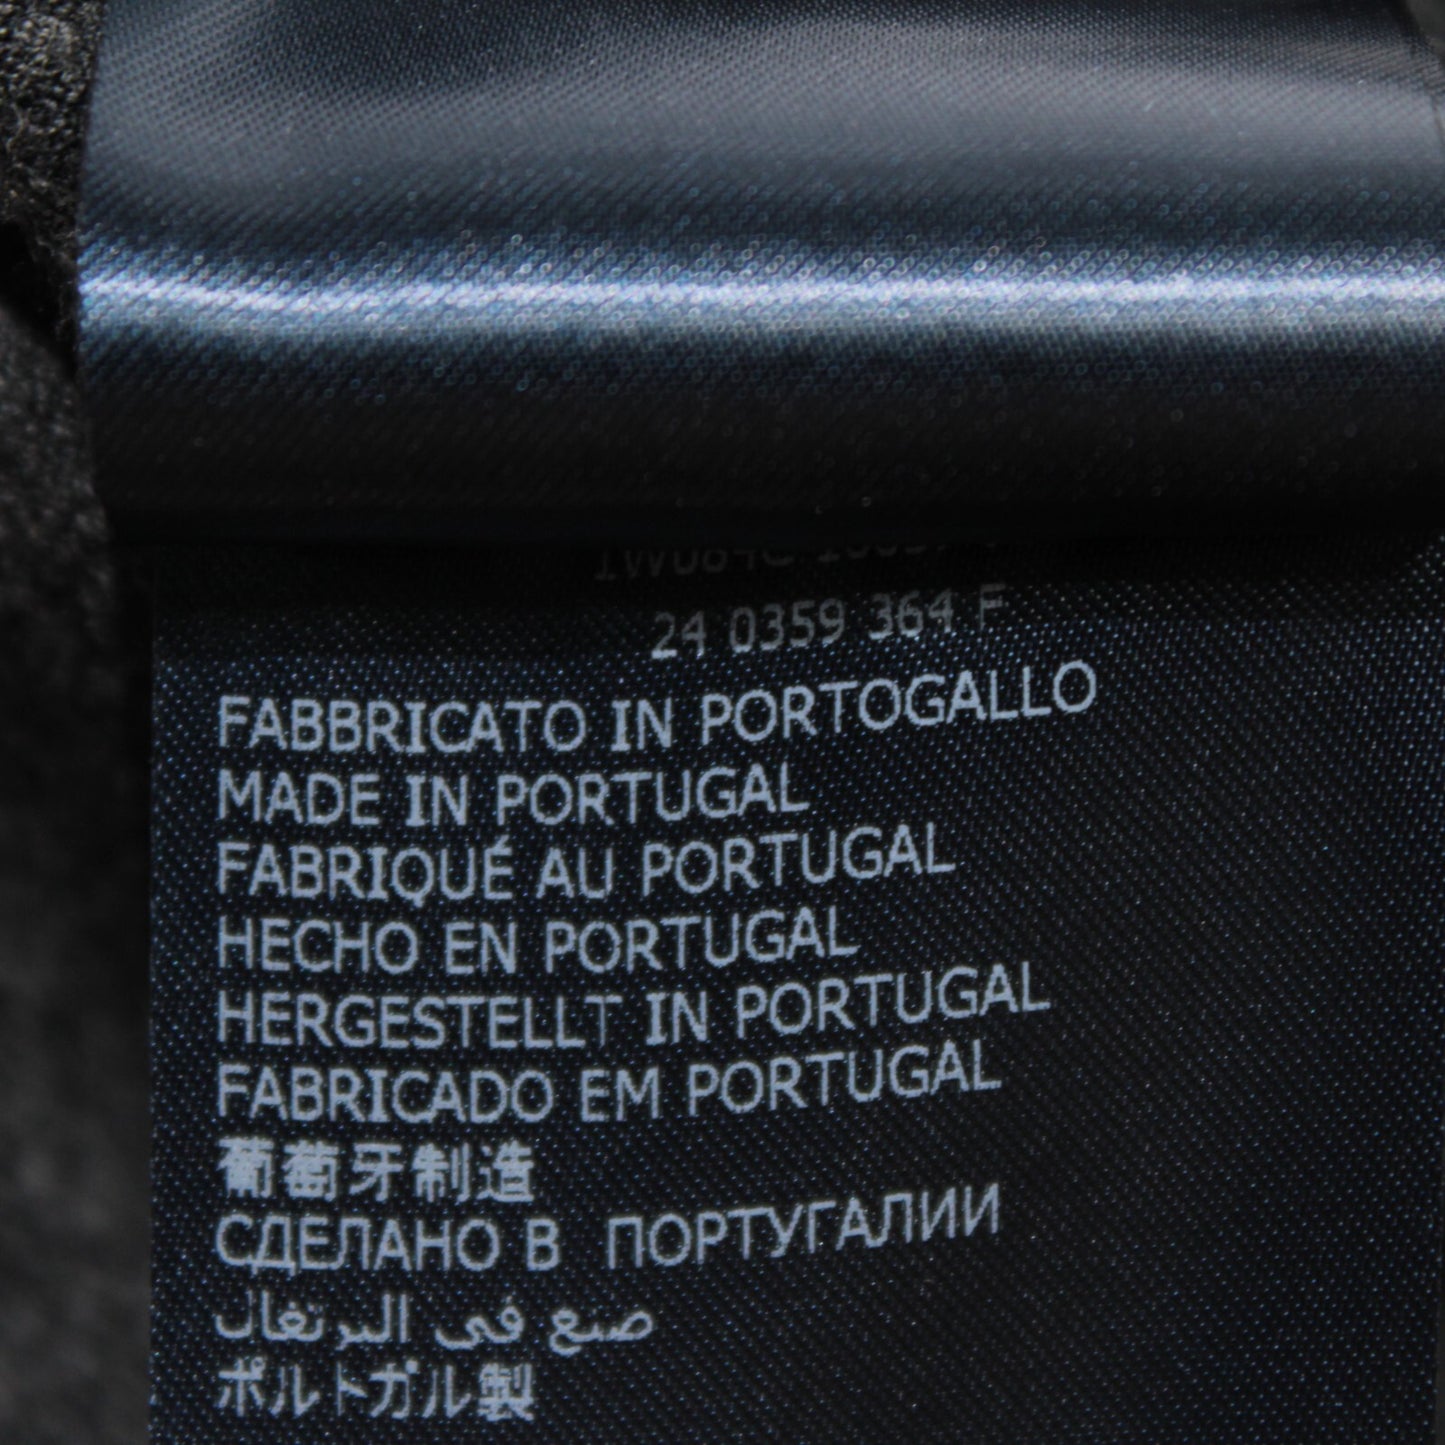 24 0359 364 F
FABBRICATO IN PORTOGALLO
MADE IN PORTUGAL
FABRIQUÉ AU PORTUGAL
HECHO EN PORTUGAL
HERGESTELLT IN PORTUGAL
FABRICADO EM PORTUGAL
葡萄牙制造
СДЕЛАНО В ПОРТУГАЛИИ
صنع في البرتغال
ポルトガル製